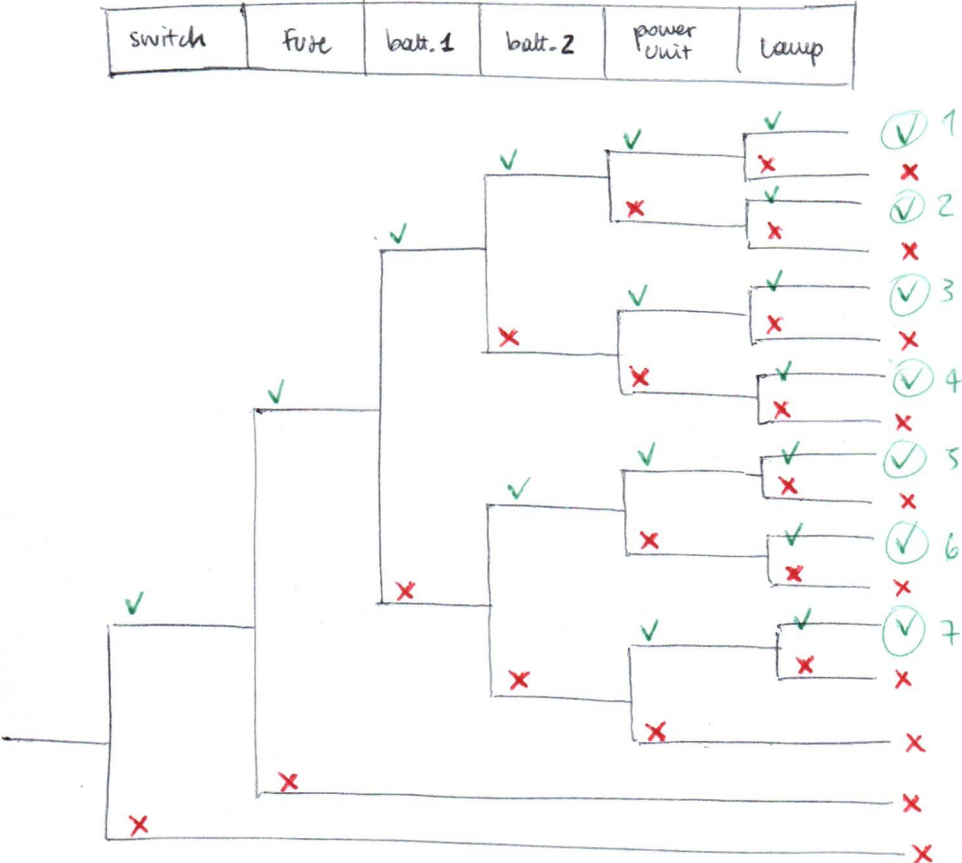 switch fuse batt.1 batt.2 power unit lamp
✓ ✓ 1
✓ ✓ ✗ ✗
✗ ✓ ✓ 2
✓ ✗ ✗
✓ ✓ ✓ 3
✗ ✗ ✗
✗ ✓ ✓ 4
✓ ✗ ✗
✓ ✓ ✓ 5
✓ ✗ ✗
✗ ✓ ✓ 6
✗ ✗ ✗
✓ ✓ ✓ ✓ 7
✗ ✗ ✗
✗ ✗
✗ ✗
✗ ✗